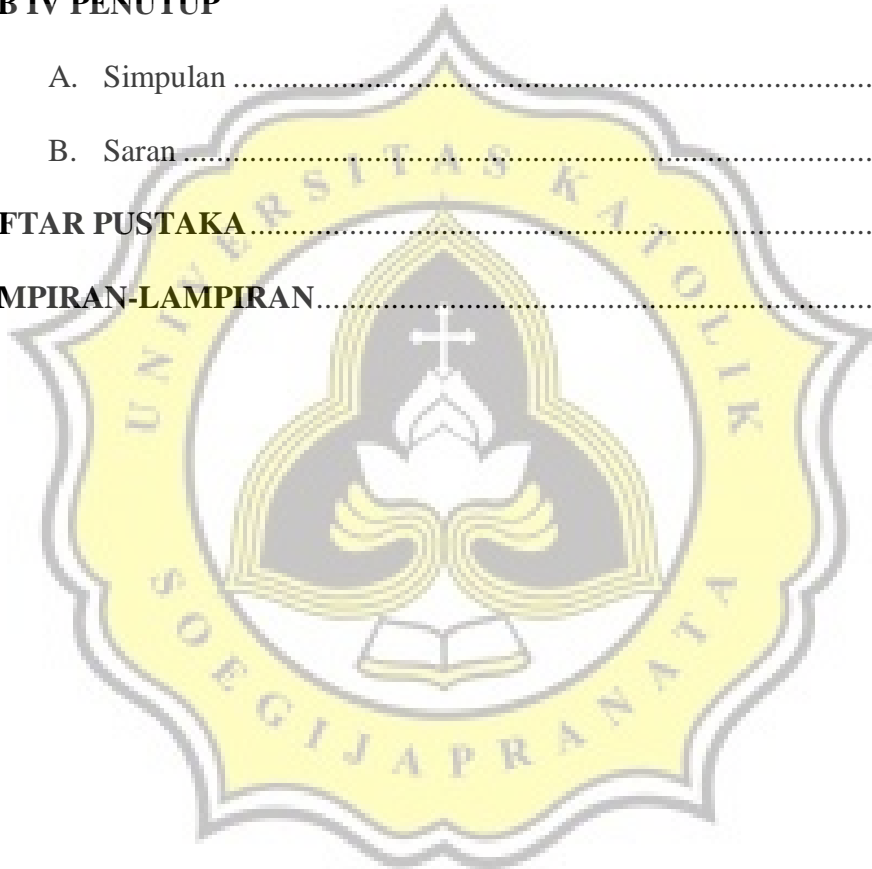 B IV PENUTUP
A. Simpulan ........................................................................
B. Saran ........................................................................
FTAR PUSTAKA ........................................................................
MPIRAN-LAMPIRAN ........................................................................
UNIVERSITAS KATOLIK
SOEGIJAPRANATA